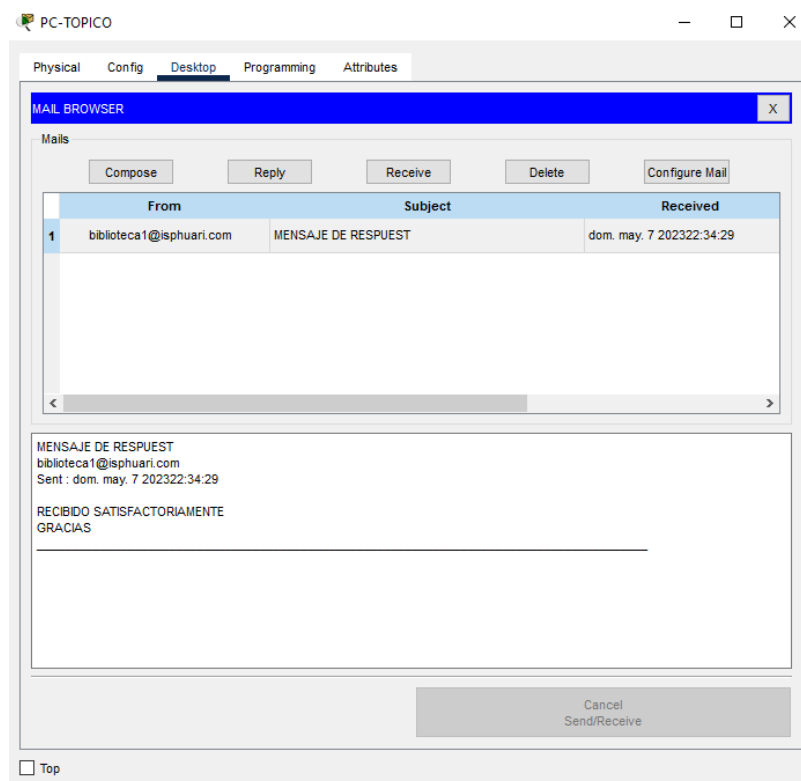 PC-TOPICO
Physical Config Desktop Programming Attributes
MAIL BROWSER X
Mails
Compose Reply Receive Delete Configure Mail
From Subject Received
1 biblioteca1@isphuari.com MENSAJE DE RESPUEST dom. may. 7 202322:34:29
MENSAJE DE RESPUEST
biblioteca1@isphuari.com
Sent : dom. may. 7 202322:34:29
RECIBIDO SATISFACTORIAMENTE
GRACIAS
Cancel
Send/Receive
Top